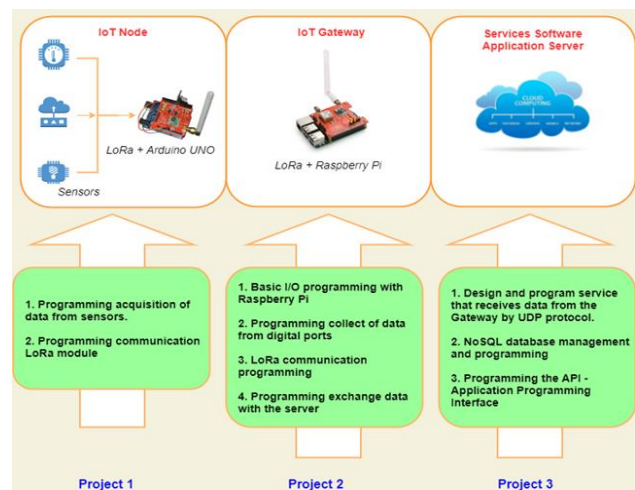 IoT Node
LoRa + Arduino UNO
Sensors
IoT Gateway
LoRa + Raspberry Pi
Services Software
Application Server
CLOUD
COMPUTING
1. Programming acquisition of
data from sensors.
2. Programming communication
LoRa module
1. Basic I/O programming with
Raspberry Pi
2. Programming collect of data
from digital ports
3. LoRa communication
programming
4. Programming exchange data
with the server
1. Design and program service
that receives data from the
Gateway by UDP protocol.
2. NoSQL database management
and programming
3. Programming the API -
Application Programming
Interface
Project 1
Project 2
Project 3